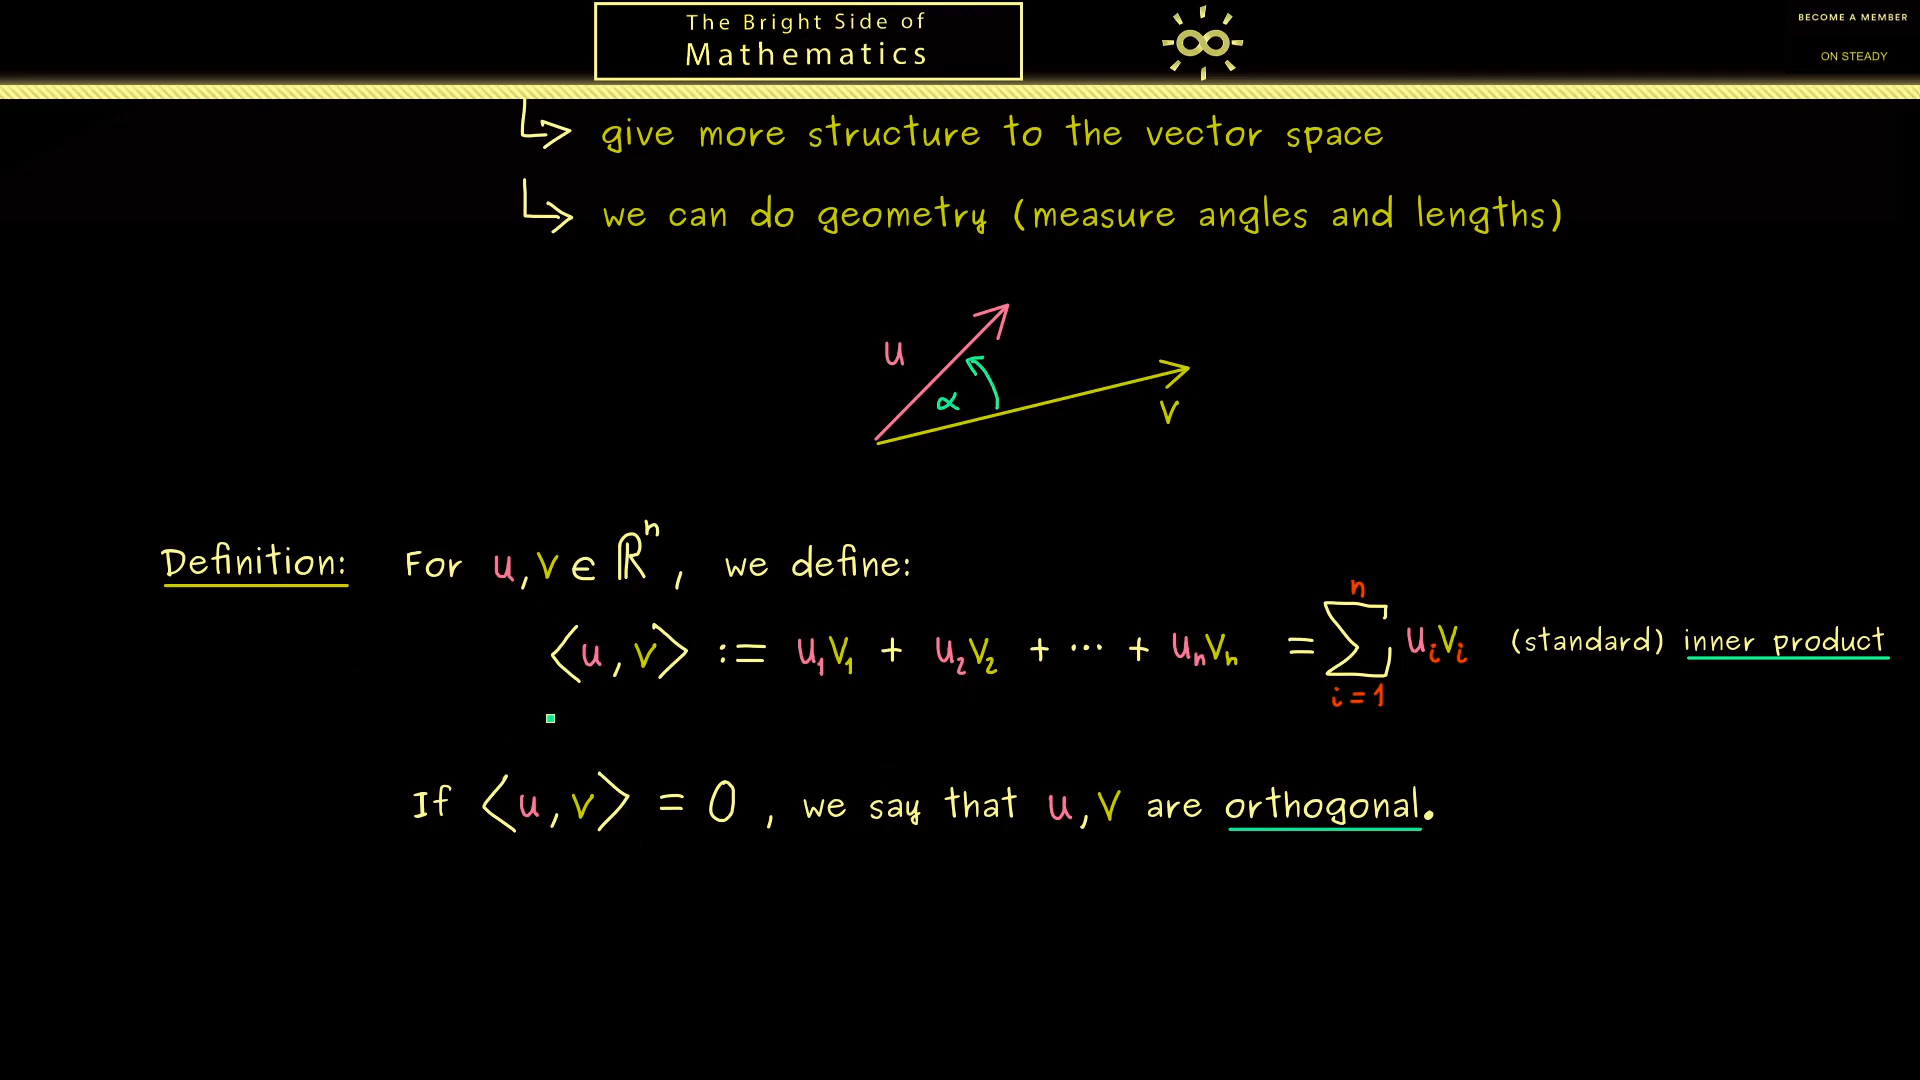 The Bright Side of
Mathematics
BECOME A MEMBER
ON STEADY
give more structure to the vector space
we can do geometry (measure angles and lengths)
u
α
v
Definition: For u, v ∈ ℝⁿ, we define:
⟨u, v⟩ := u₁v₁ + u₂v₂ + ⋯ + uₙvₙ = ∑ⁿᵢ₌₁ uᵢvᵢ (standard) inner product
If ⟨u, v⟩ = 0, we say that u, v are orthogonal.